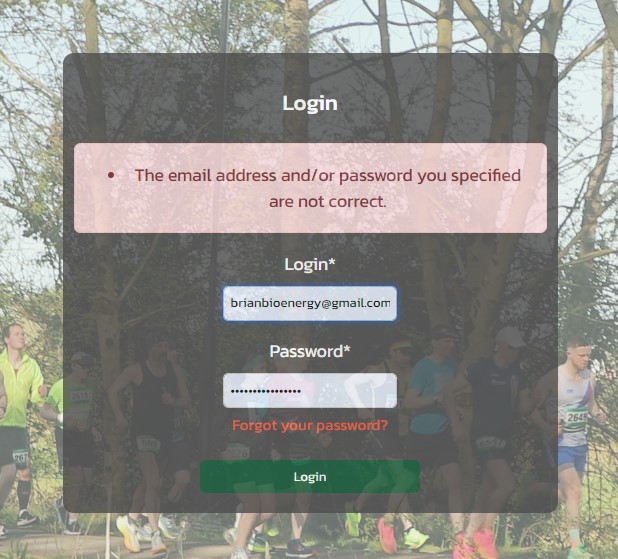 Login
• The email address and/or password you specified
are not correct.
Login*
brianbioenergy@gmail.com
Password*
••••••••••••••••
Forgot your password?
Login